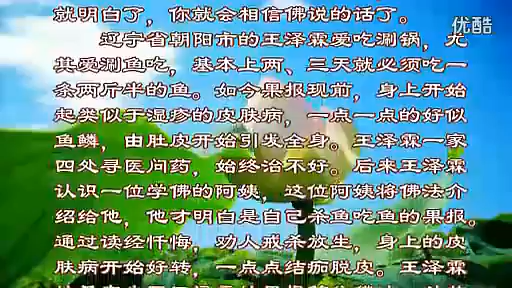 就明白了，你就会相信佛说的话了。
优酷
辽宁省朝阳市的王泽霖爱吃涮锅，尤
其爱涮鱼吃，基本上两、三天就必须吃一
条两斤半的鱼。如今果报现前，身上开始
起类似于湿疹的皮肤病，一点一点的好似
鱼鳞，由肚皮开始引发全身。王泽霖一家
四处寻医问药，始终治不好。后来王泽霖
认识一位学佛的阿姨，这位阿姨将佛法介
绍给他，他才明白是自己杀鱼吃鱼的果报。
通过读经忏悔，劝人戒杀放生，身上的皮
肤病开始好转，一点点结痂脱皮。王泽霖